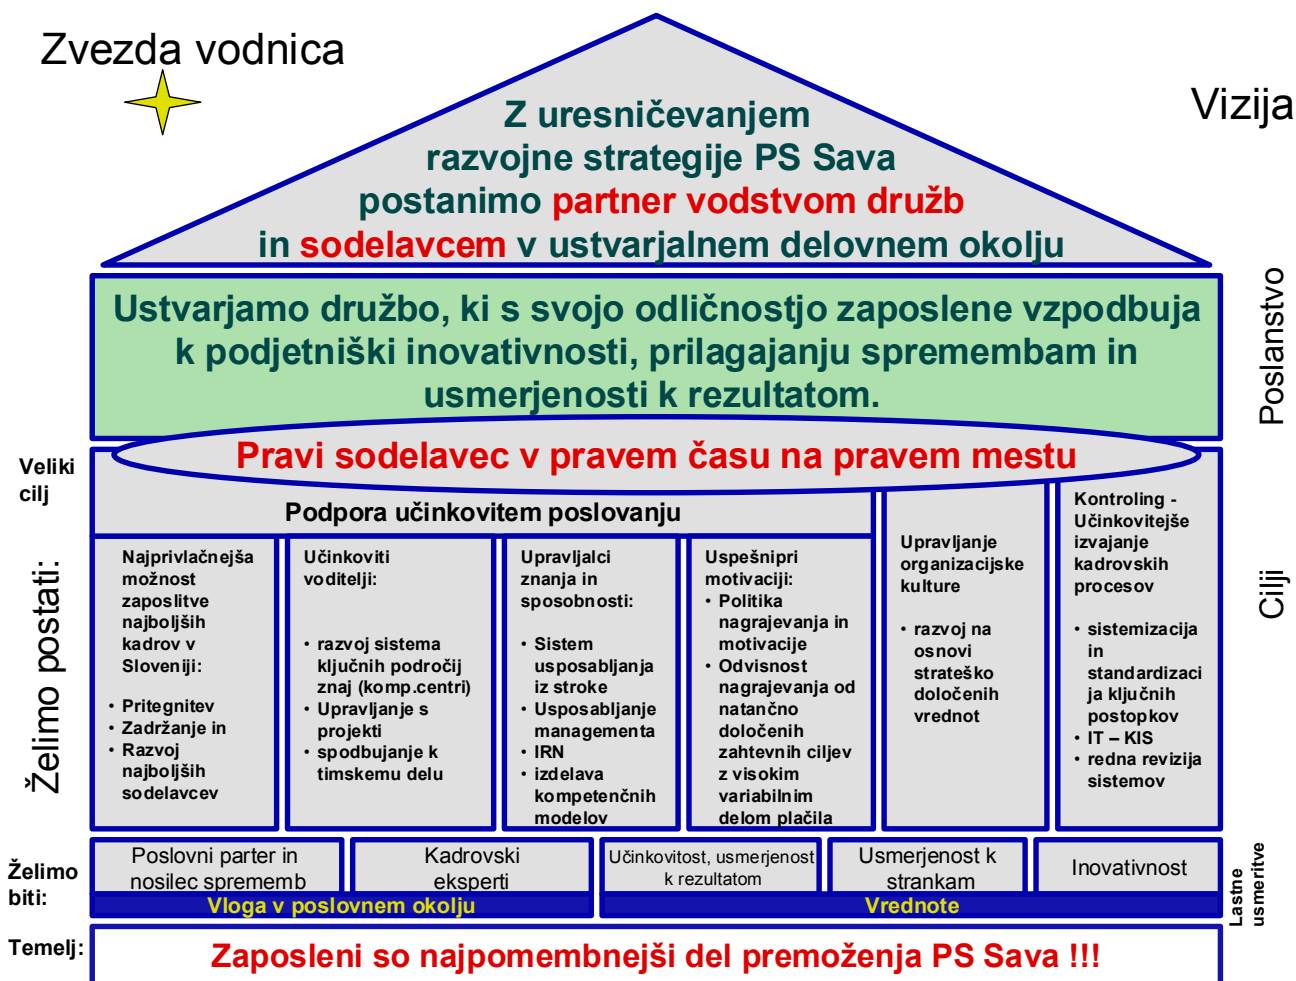 Zvezda vodnica
Vizija
Z uresničevanjem
razvojne strategije PS Sava
postanimo partner vodstvom družb
in sodelavcem v ustvarjalnem delovnem okolju
Poslanstvo
Ustvarjamo družbo, ki s svojo odličnostjo zaposlene vzpodbuja
k podjetniški inovativnosti, prilagajanju spremembam in
usmerjenosti k rezultatom.
Veliki
cilj
Pravi sodelavec v pravem času na pravem mestu
Cilji
Želimo postati:
Podpora učinkovitem poslovanju
Najprivlačnejša
možnost
zaposlitve
najboljših
kadrov v
Sloveniji:
• Pritegnitev
• Zadržanje in
• Razvoj
najboljših
sodelavcev
Učinkoviti
voditelji:
• razvoj sistema
ključnih področij
znaj (komp.centri)
• Upravljanje s
projekti
• spodbujanje k
timskemu delu
Upravljalci
znanja in
sposobnosti:
• Sistem
usposabljanja
iz stroke
• Usposabljanje
managementa
• IRN
• izdelava
kompetenčnih
modelov
Uspešnipri
motivaciji:
• Politika
nagrajevanja in
motivacije
• Odvisnost
nagrajevanja od
natančno
določenih
zahtevnih ciljev
z visokim
variabilnim
delom plačila
Upravljanje
organizacijske
kulture
• razvoj na
osnovi
strateško
določenih
vrednot
Kontroling -
Učinkovitejše
izvajanje
kadrovskih
procesov
• sistemizacija
in
standardizaci
ja ključnih
postopkov
• IT – KIS
• redna revizija
sistemov
Želimo
biti:
Poslovni parter in
nosilec sprememb
Kadrovski
eksperti
Učinkovitost, usmerjenost
k rezultatom
Usmerjenost k
strankam
Inovativnost
Lastne
usmeritve
Vloga v poslovnem okolju
Vrednote
Temelj:
Zaposleni so najpomembnejši del premoženja PS Sava !!!